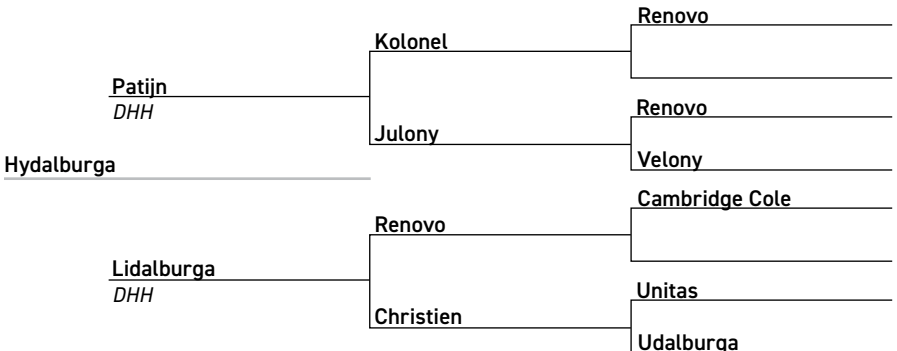 Renovo
Kolonel
Patijn
DHH
Renovo
Julony
Velony
Hydalburga
Cambridge Cole
Renovo
Lidalburga
DHH
Unitas
Christien
Udalburga